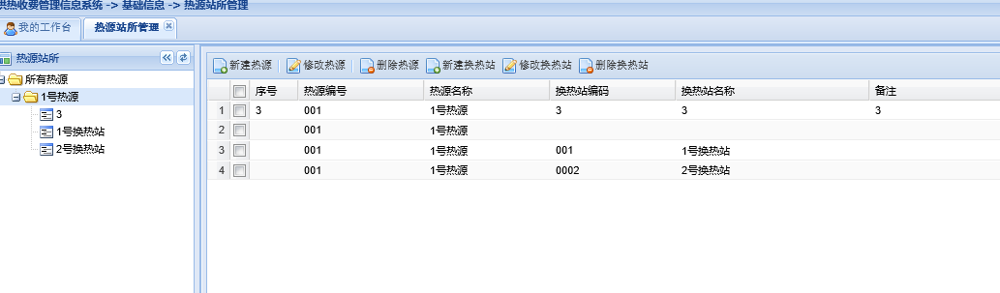 供热收费管理信息系统 -> 基础信息 -> 热源站所管理
我的工作台 热源站所管理
热源站所
所有热源
1号热源
3
1号换热站
2号换热站
新建热源 修改热源 删除热源 新建换热站 修改换热站 删除换热站
序号 热源编号 热源名称 换热站编码 换热站名称 备注
1 3 001 1号热源 3 3 3
2 001 1号热源
3 001 1号热源 001 1号换热站
4 001 1号热源 0002 2号换热站